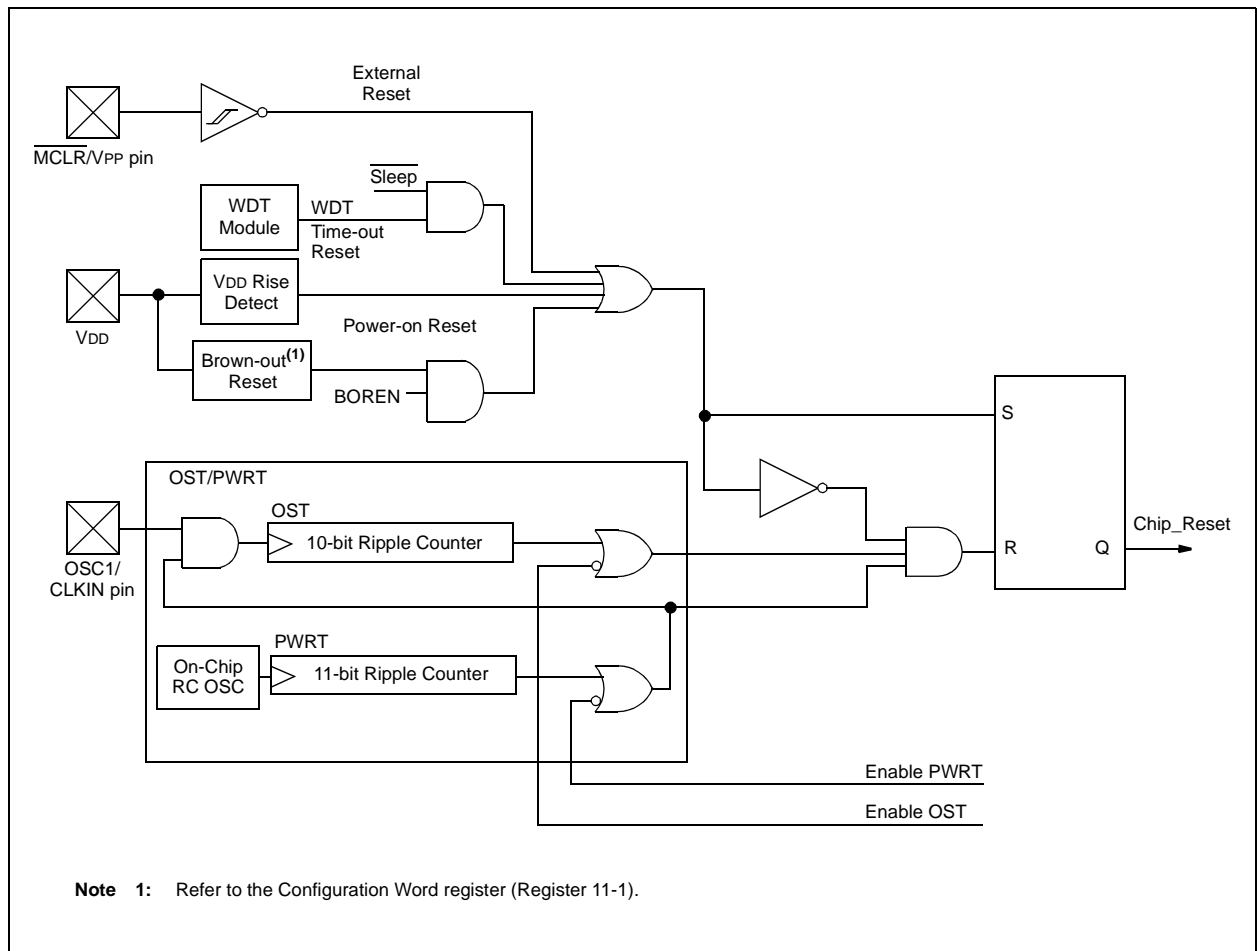 External
Reset
MCLR/VPP pin
Sleep
WDT
Module
WDT
Time-out
Reset
VDD Rise
Detect
VDD
Power-on Reset
Brown-out(1)
Reset
BOREN
S
OST/PWRT
OST
10-bit Ripple Counter
OSC1/
CLKIN pin
Chip_Reset
R
Q
PWRT
On-Chip
RC OSC
11-bit Ripple Counter
Enable PWRT
Enable OST
Note 1: Refer to the Configuration Word register (Register 11-1).